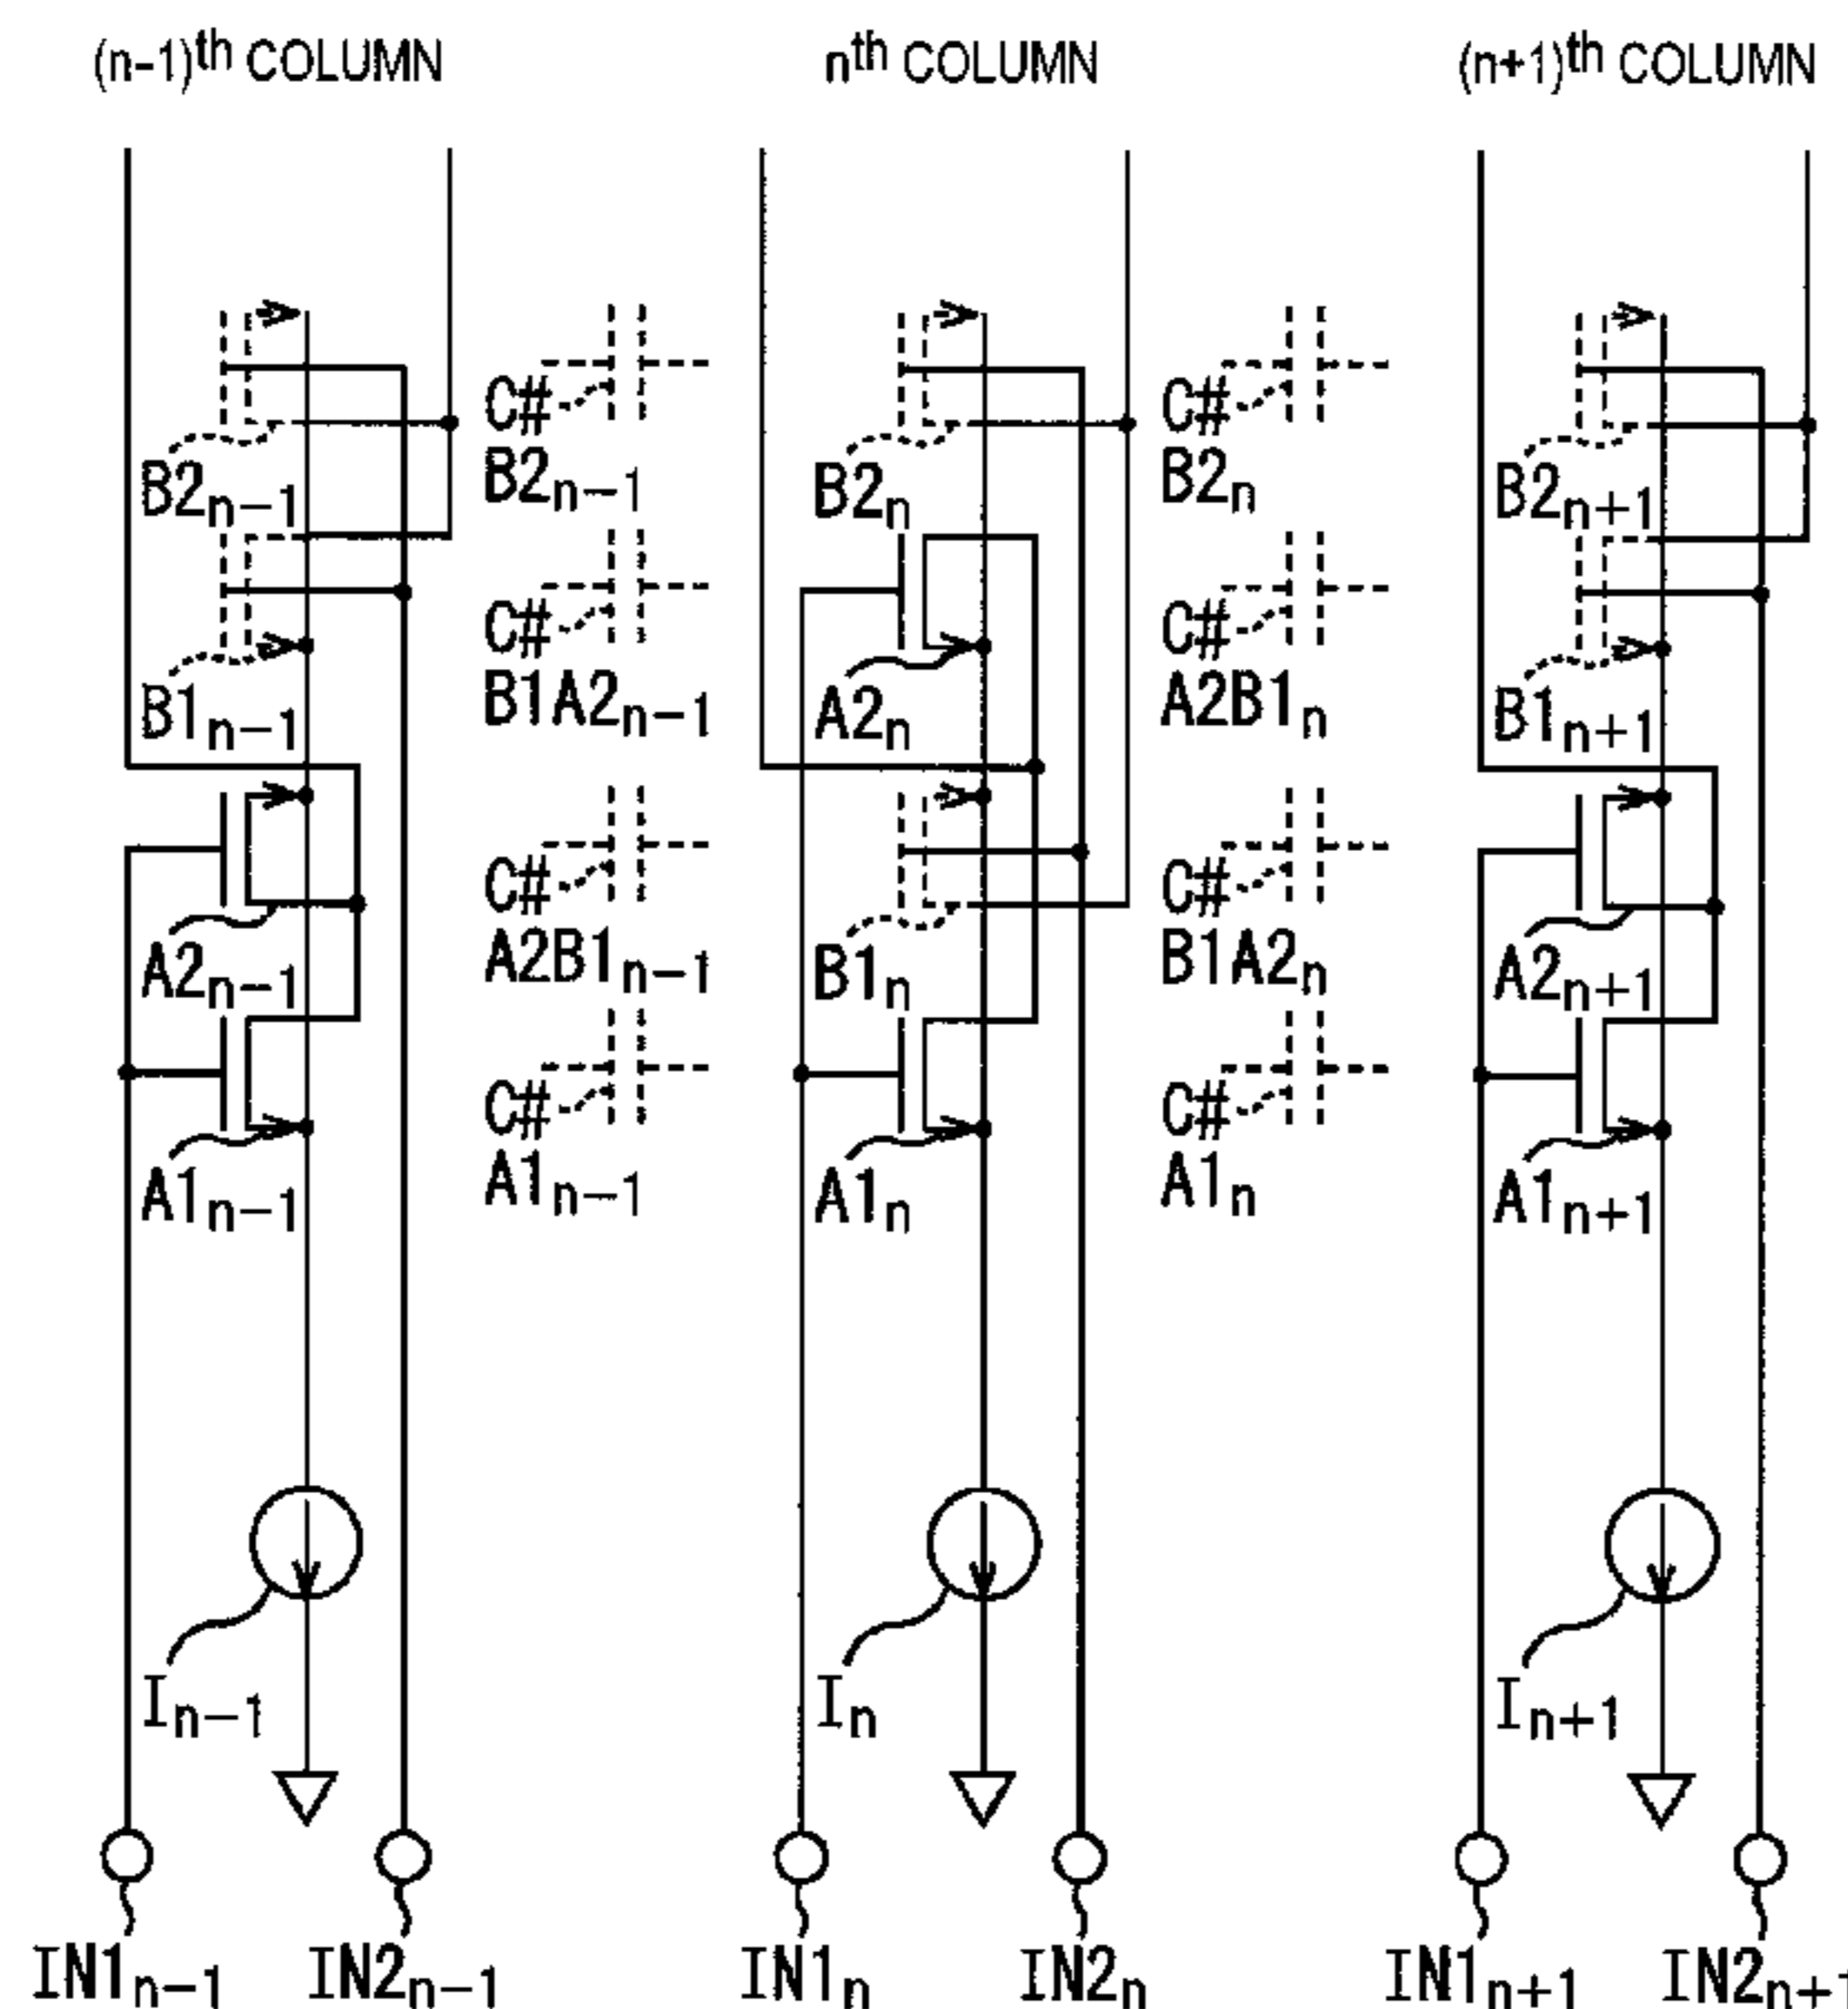 (n-1)th COLUMN nth COLUMN (n+1)th COLUMN
C# C#
B2n-1 B2n-1 B2n B2n B2n+1
C# C#
B1n-1 B1A2n-1 A2n A2B1n B1n+1
C# C#
A2n-1 A2B1n-1 B1n B1A2n A2n+1
C# C#
A1n-1 A1n-1 A1n A1n A1n+1
In-1 In In+1
IN1n-1 IN2n-1 IN1n IN2n IN1n+1 IN2n+1